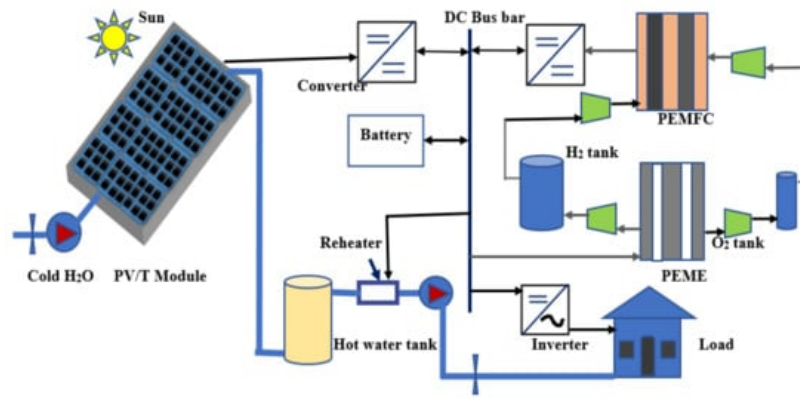 Sun
DC Bus bar
Converter
PEMFC
Battery
H₂ tank
Reheater
O₂ tank
Cold H₂O
PV/T Module
PEME
Hot water tank
Inverter
Load